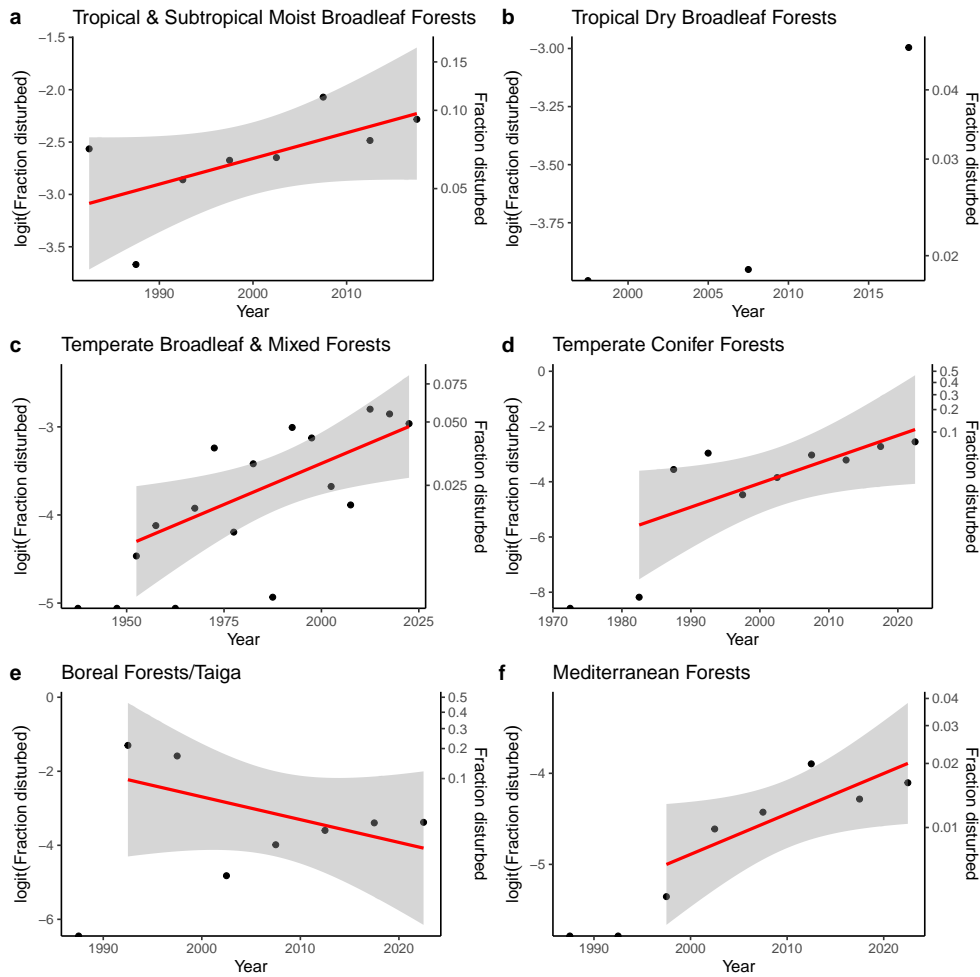 a Tropical & Subtropical Moist Broadleaf Forests
logit(Fraction disturbed)
−1.5
−2.0
−2.5
−3.0
−3.5
0.15
0.10
0.05
Fraction disturbed
1990 2000 2010
Year
b Tropical Dry Broadleaf Forests
logit(Fraction disturbed)
−3.00
−3.25
−3.50
−3.75
0.04
0.03
0.02
Fraction disturbed
2000 2005 2010 2015
Year
c Temperate Broadleaf & Mixed Forests
logit(Fraction disturbed)
−3
−4
−5
0.075
0.050
0.025
Fraction disturbed
1950 1975 2000 2025
Year
d Temperate Conifer Forests
logit(Fraction disturbed)
0
−2
−4
−6
−8
0.5
0.4
0.3
0.2
0.1
Fraction disturbed
1970 1980 1990 2000 2010 2020
Year
e Boreal Forests/Taiga
logit(Fraction disturbed)
0
−2
−4
−6
0.5
0.4
0.3
0.2
0.1
Fraction disturbed
1990 2000 2010 2020
Year
f Mediterranean Forests
logit(Fraction disturbed)
−4
−5
0.04
0.03
0.02
0.01
Fraction disturbed
1990 2000 2010 2020
Year